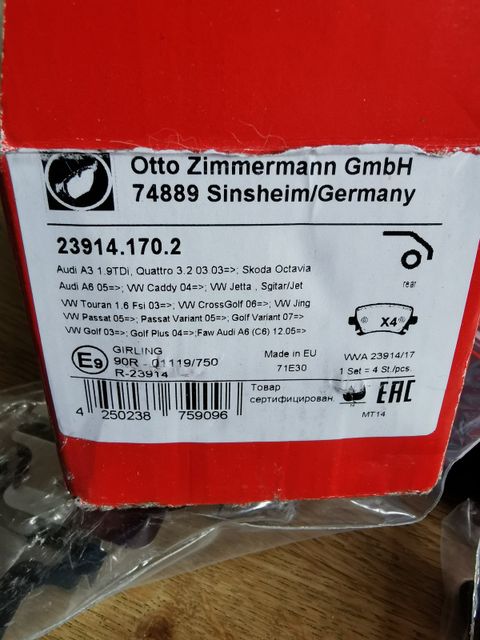 Otto Zimmermann GmbH
74889 Sinsheim/Germany
23914.170.2
Audi A3 1.9TDi, Quattro 3.2 03 03=>; Skoda Octavia
Audi A6 05=>; VW Caddy 04=>; VW Jetta , Sgitar/Jet
VW Touran 1.6 Fsi 03=>; VW CrossGolf 06=>; VW Jing
VW Passat 05=>; Passat Variant 05=>; Golf Variant 07=>
VW Golf 03=>; Golf Plus 04=>;Faw Audi A6 (C6) 12.05=>
rear
X4
E9
GIRLING
90R - 01119/750
R-23914
Made in EU
71E30
WVA 23914/17
1 Set = 4 St./pcs.
4 250238 759096
Товар
сертифицирован.
EAC
MT14